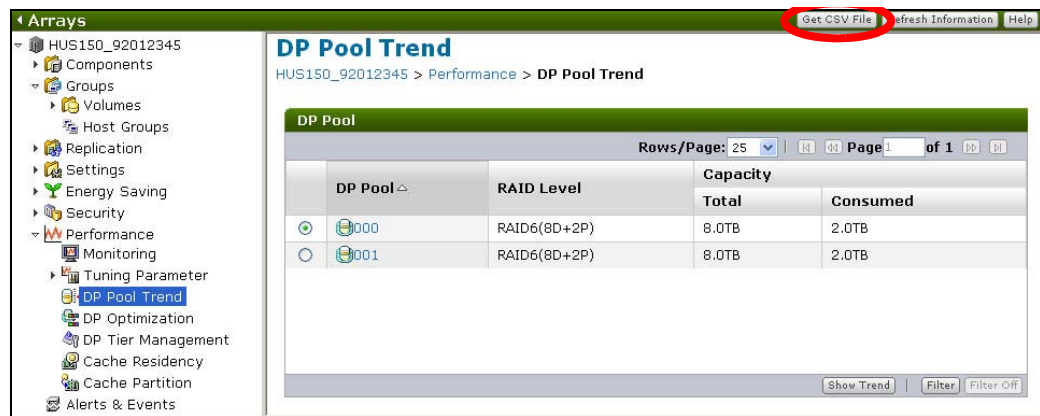 Arrays
Get CSV File
efresh Information
Help
HUS150_92012345
Components
Groups
Volumes
Host Groups
Replication
Settings
Energy Saving
Security
Performance
Monitoring
Tuning Parameter
DP Pool Trend
DP Optimization
DP Tier Management
Cache Residency
Cache Partition
Alerts & Events
DP Pool Trend
HUS150_92012345 > Performance > DP Pool Trend
DP Pool
Rows/Page: 25 Page 1 of 1
DP Pool RAID Level Capacity
Total Consumed
000 RAID6(8D+2P) 8.0TB 2.0TB
001 RAID6(8D+2P) 8.0TB 2.0TB
Show Trend | Filter Filter Off